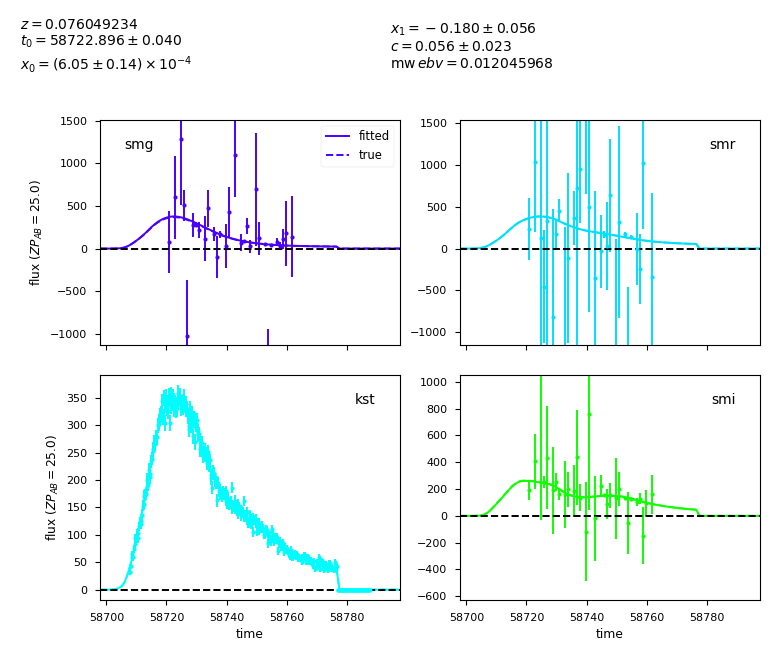 z = 0.076049234
t₀ = 58722.896 ± 0.040
x₀ = (6.05 ± 0.14) × 10⁻⁴
x₁ = −0.180 ± 0.056
c = 0.056 ± 0.023
mw ebv = 0.012045968
1500
1000
500
0
−500
−1000
flux (ZP_AB = 25.0)
smg
fitted
true
1500
1000
500
0
−500
−1000
smr
350
300
250
200
150
100
50
0
flux (ZP_AB = 25.0)
kst
58700 58720 58740 58760 58780
time
1000
800
600
400
200
0
−200
−400
−600
smi
58700 58720 58740 58760 58780
time